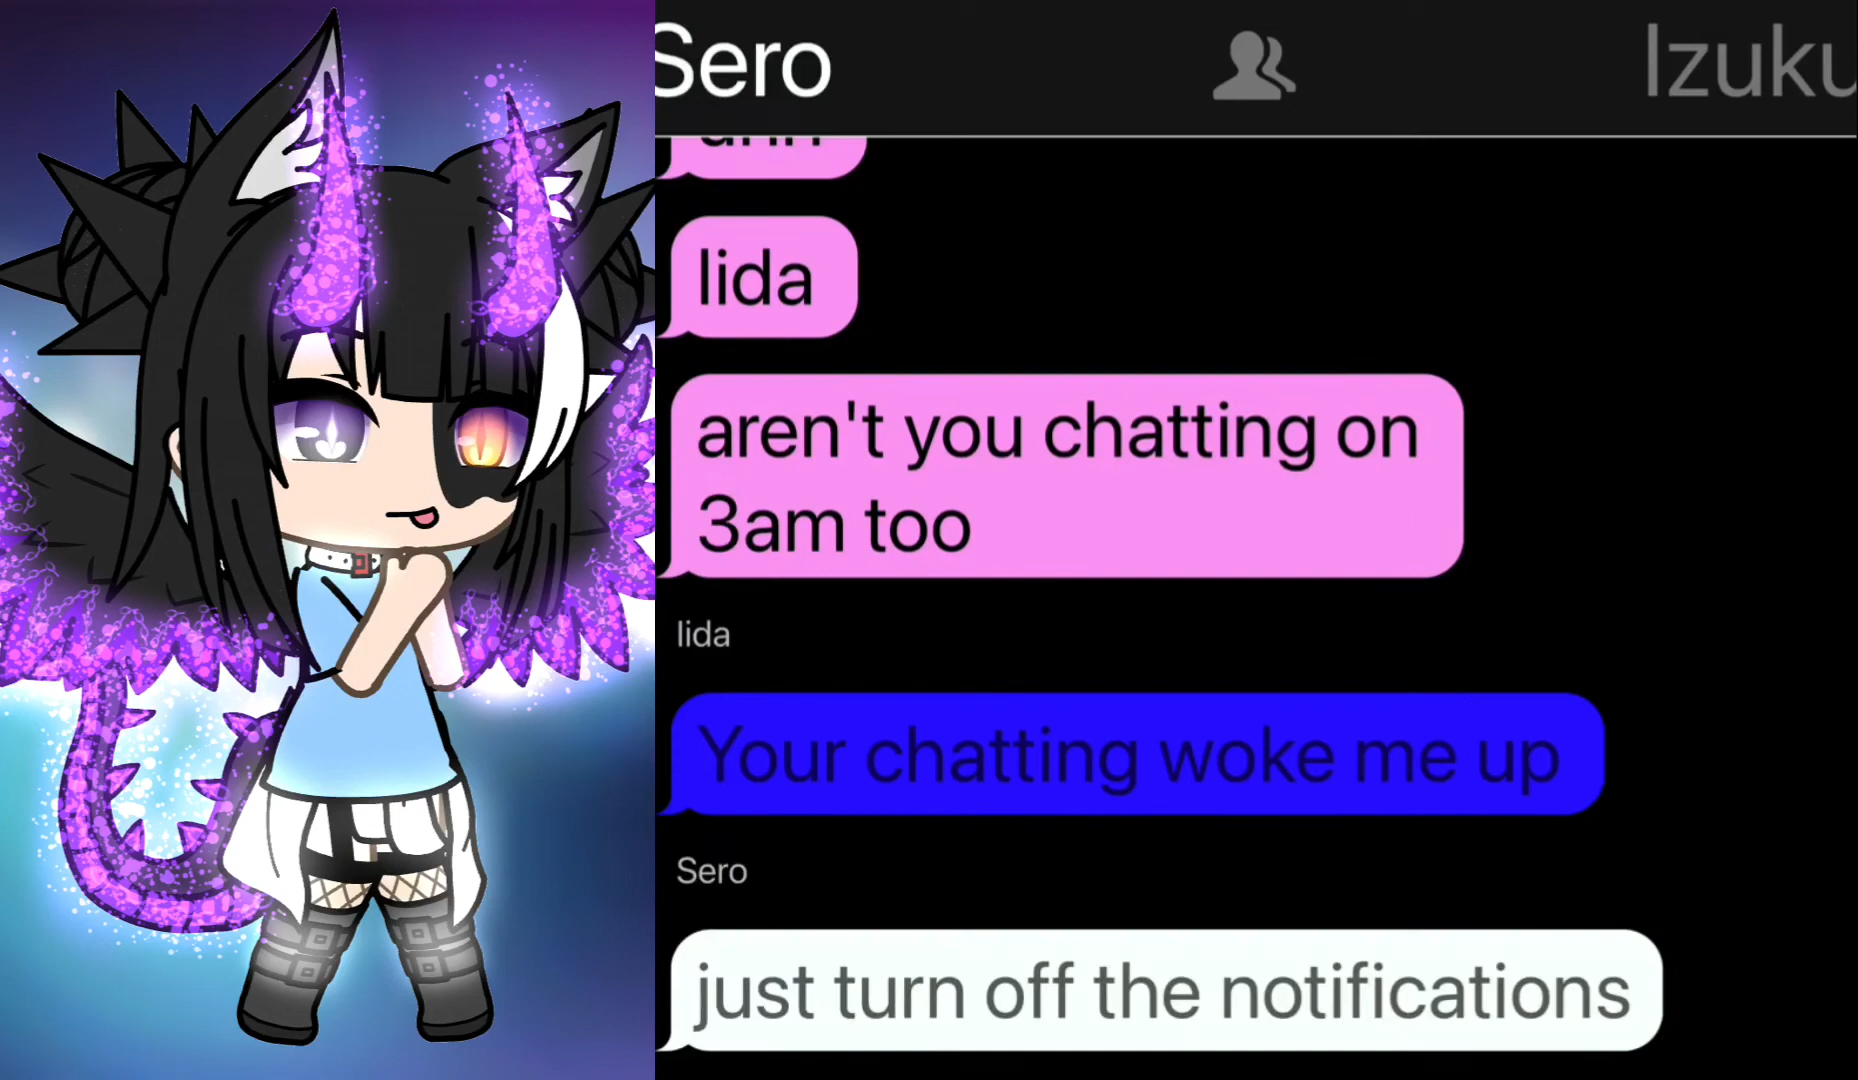 Sero
Izuku
Iida
aren't you chatting on
3am too
Iida
Your chatting woke me up
Sero
just turn off the notifications